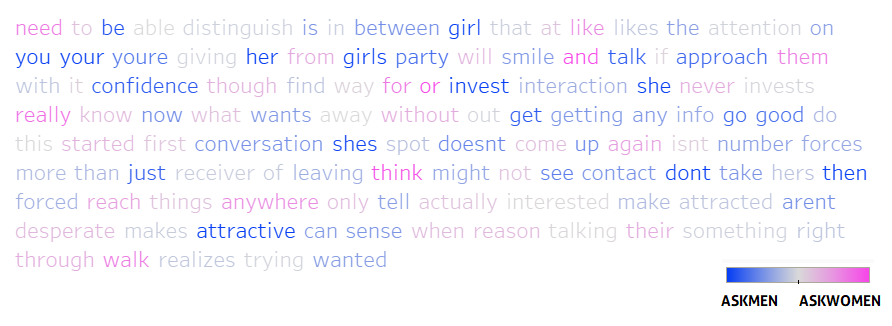 need to be able distinguish is in between girl that at like likes the attention on
you your youre giving her from girls party will smile and talk if approach them
with it confidence though find way for or invest interaction she never invests
really know now what wants away without out get getting any info go good do
this started first conversation shes spot doesnt come up again isnt number forces
more than just receiver of leaving think might not see contact dont take hers then
forced reach things anywhere only tell actually interested make attracted arent
desperate makes attractive can sense when reason talking their something right
through walk realizes trying wanted
ASKMEN ASKWOMEN